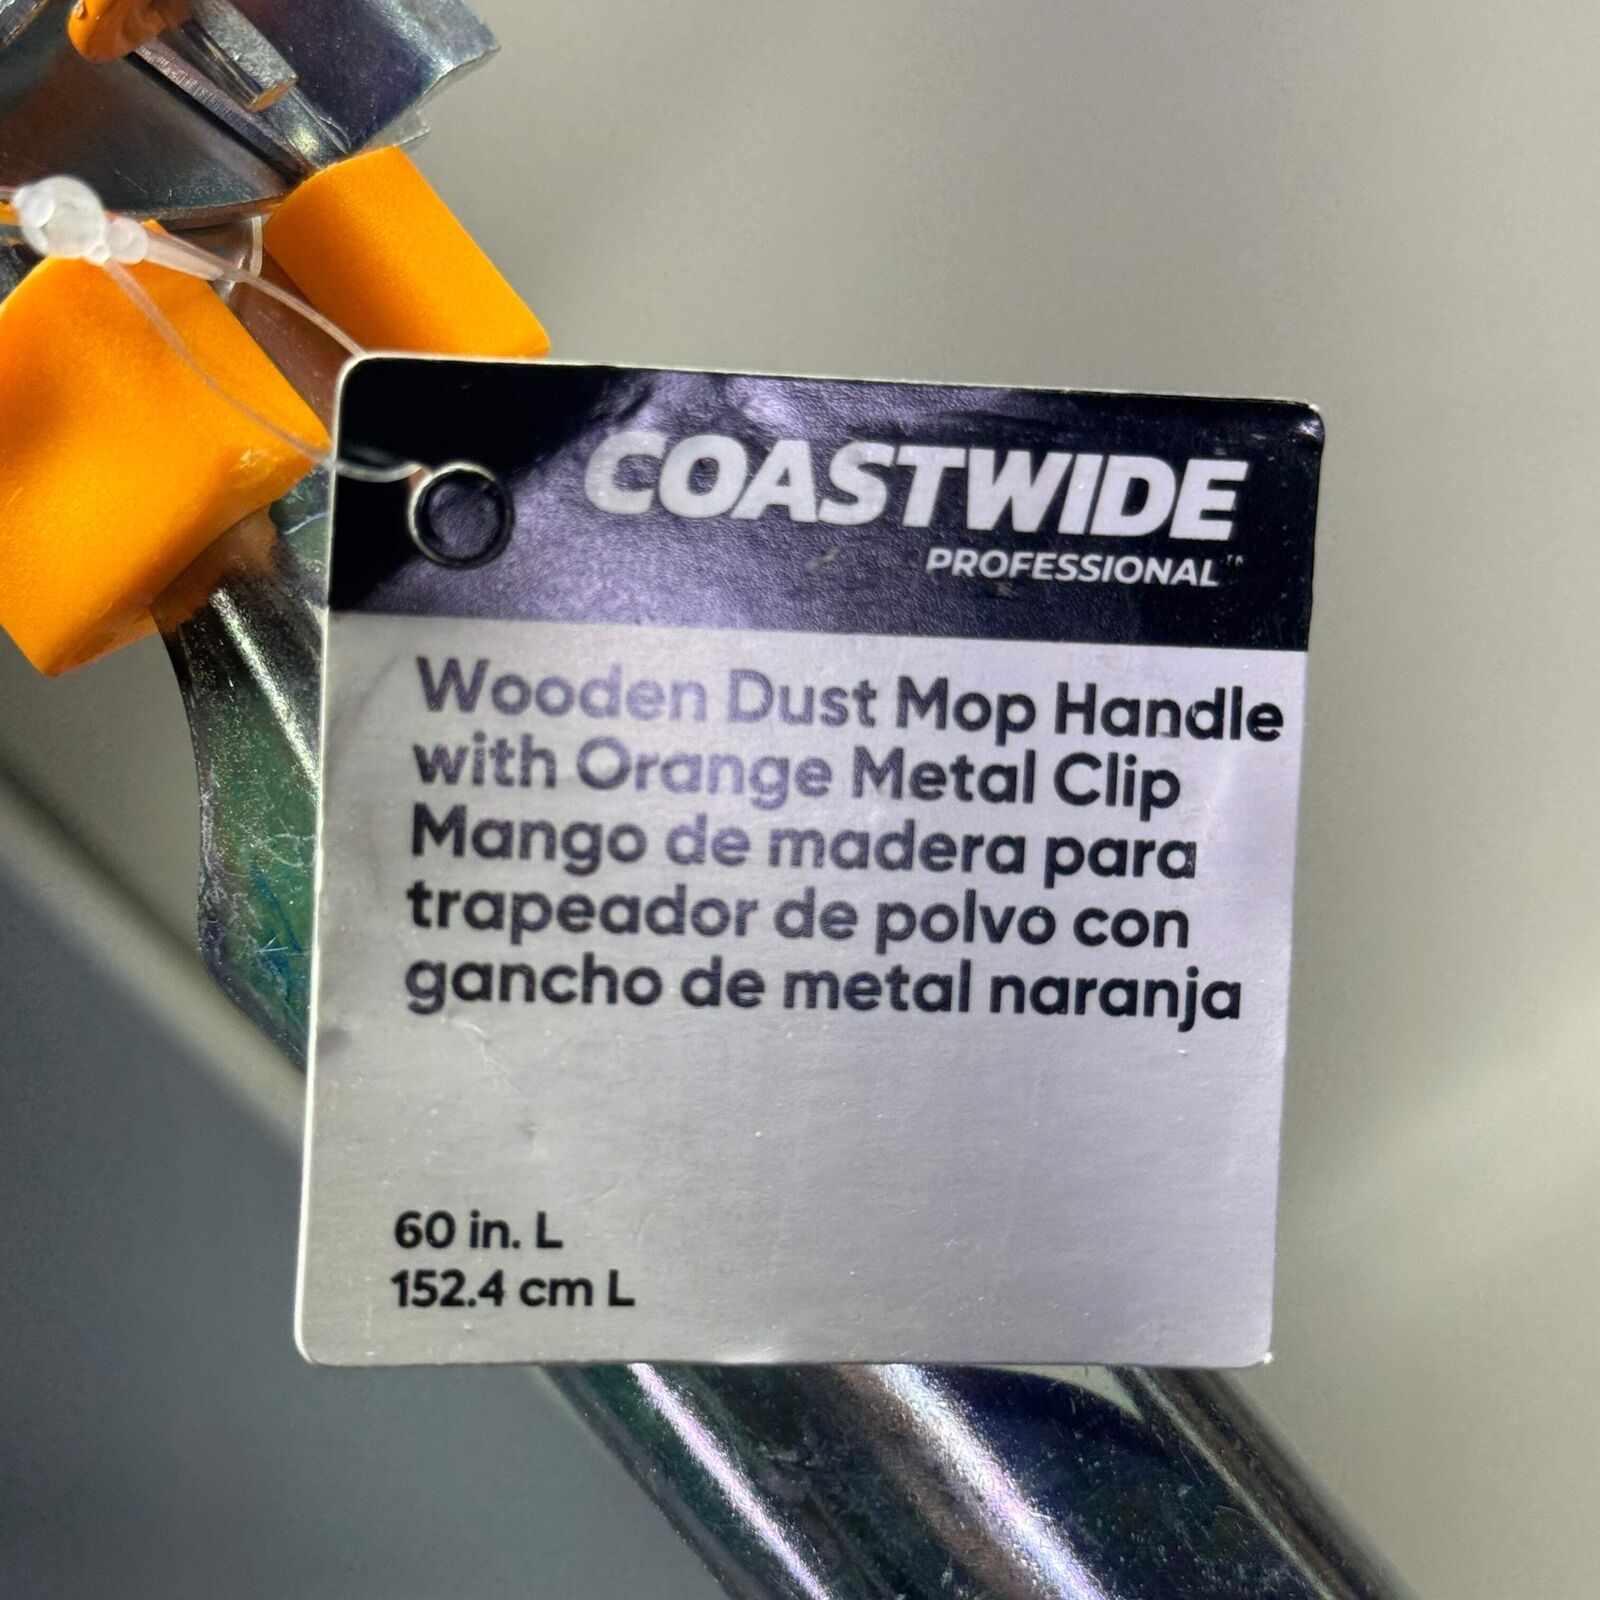 COASTWIDE
PROFESSIONAL™
Wooden Dust Mop Handle
with Orange Metal Clip
Mango de madera para
trapeador de polvo con
gancho de metal naranja
60 in. L
152.4 cm L